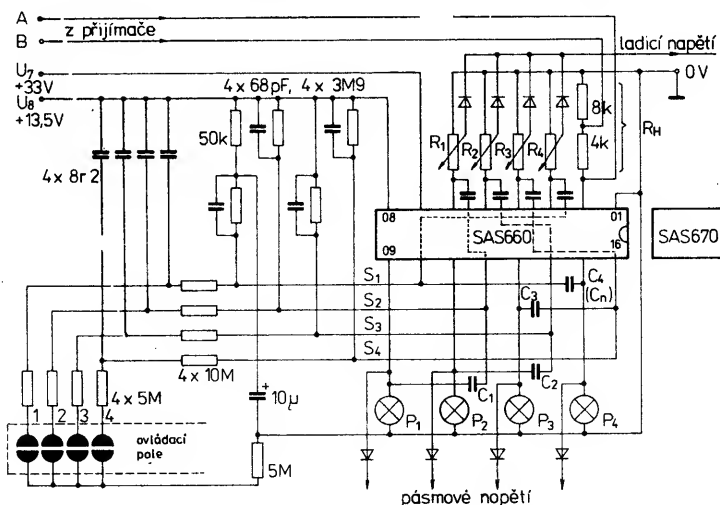 A
z přijímače
B
ladicí napětí
U7
+33V
0V
U8
+13,5V
4 x 68pF, 4 x 3M9
50k
8k
4k
RH
R1
R2
R3
R4
4 x 8r2
08
01
SAS660
SAS670
09
16
S1
C4
(Cn)
S2
C3
S3
S4
4 x 10M
C2
C1
4 x 5M
+
10µ
1 2 3 4
P1
P2
P3
P4
ovládací
pole
5M
pásmové nopětí